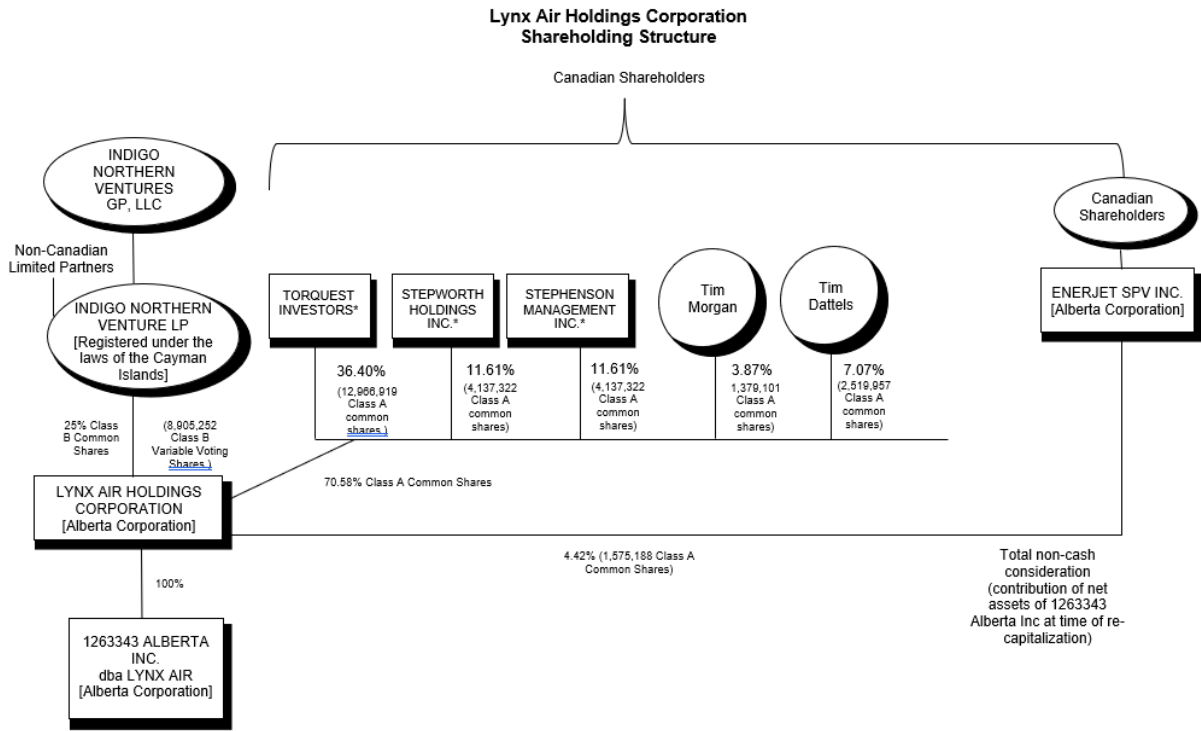 Lynx Air Holdings Corporation
Shareholding Structure
Canadian Shareholders
INDIGO
NORTHERN
VENTURES
GP, LLC
Non-Canadian
Limited Partners
INDIGO NORTHERN
VENTURE LP
[Registered under the
laws of the Cayman
Islands]
25% Class
B Common
Shares
(8,905,252
Class B
Variable Voting
Shares )
TORQUEST
INVESTORS*
36.40%
(12,966,919
Class A
common
shares )
STEPWORTH
HOLDINGS
INC.*
11.61%
(4,137,322
Class A
common
shares)
STEPHENSON
MANAGEMENT
INC.*
11.61%
(4,137,322
Class A
common
shares)
Tim
Morgan
3.87%
1,379,101
Class A
common
shares)
Tim
Dattels
7.07%
(2,519,957
Class A
common
shares)
Canadian
Shareholders
ENERJET SPV INC.
[Alberta Corporation]
70.58% Class A Common Shares
LYNX AIR HOLDINGS
CORPORATION
[Alberta Corporation]
4.42% (1,575,188 Class A
Common Shares)
Total non-cash
consideration
(contribution of net
assets of 1263343
Alberta Inc at time of re-
capitalization)
100%
1263343 ALBERTA
INC.
dba LYNX AIR
[Alberta Corporation]